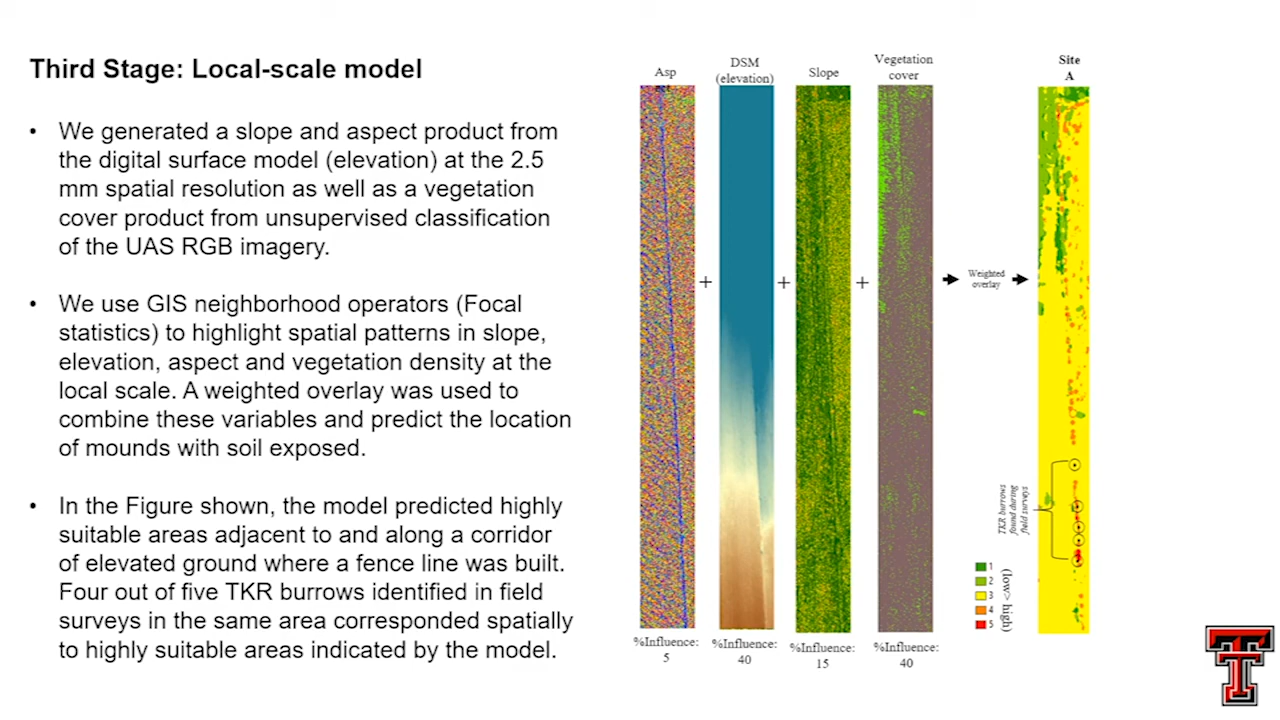 Third Stage: Local-scale model
• We generated a slope and aspect product from
the digital surface model (elevation) at the 2.5
mm spatial resolution as well as a vegetation
cover product from unsupervised classification
of the UAS RGB imagery.
• We use GIS neighborhood operators (Focal
statistics) to highlight spatial patterns in slope,
elevation, aspect and vegetation density at the
local scale. A weighted overlay was used to
combine these variables and predict the location
of mounds with soil exposed.
• In the Figure shown, the model predicted highly
suitable areas adjacent to and along a corridor
of elevated ground where a fence line was built.
Four out of five TKR burrows identified in field
surveys in the same area corresponded spatially
to highly suitable areas indicated by the model.
Asp
DSM
(elevation)
Slope
Vegetation
cover
Site
A
+
+
+
Weighted
overlay
TKR burrows
found during
field surveys
1
2
3
4
5
(low> high)
%Influence:
5
%Influence:
40
%Influence:
15
%Influence:
40